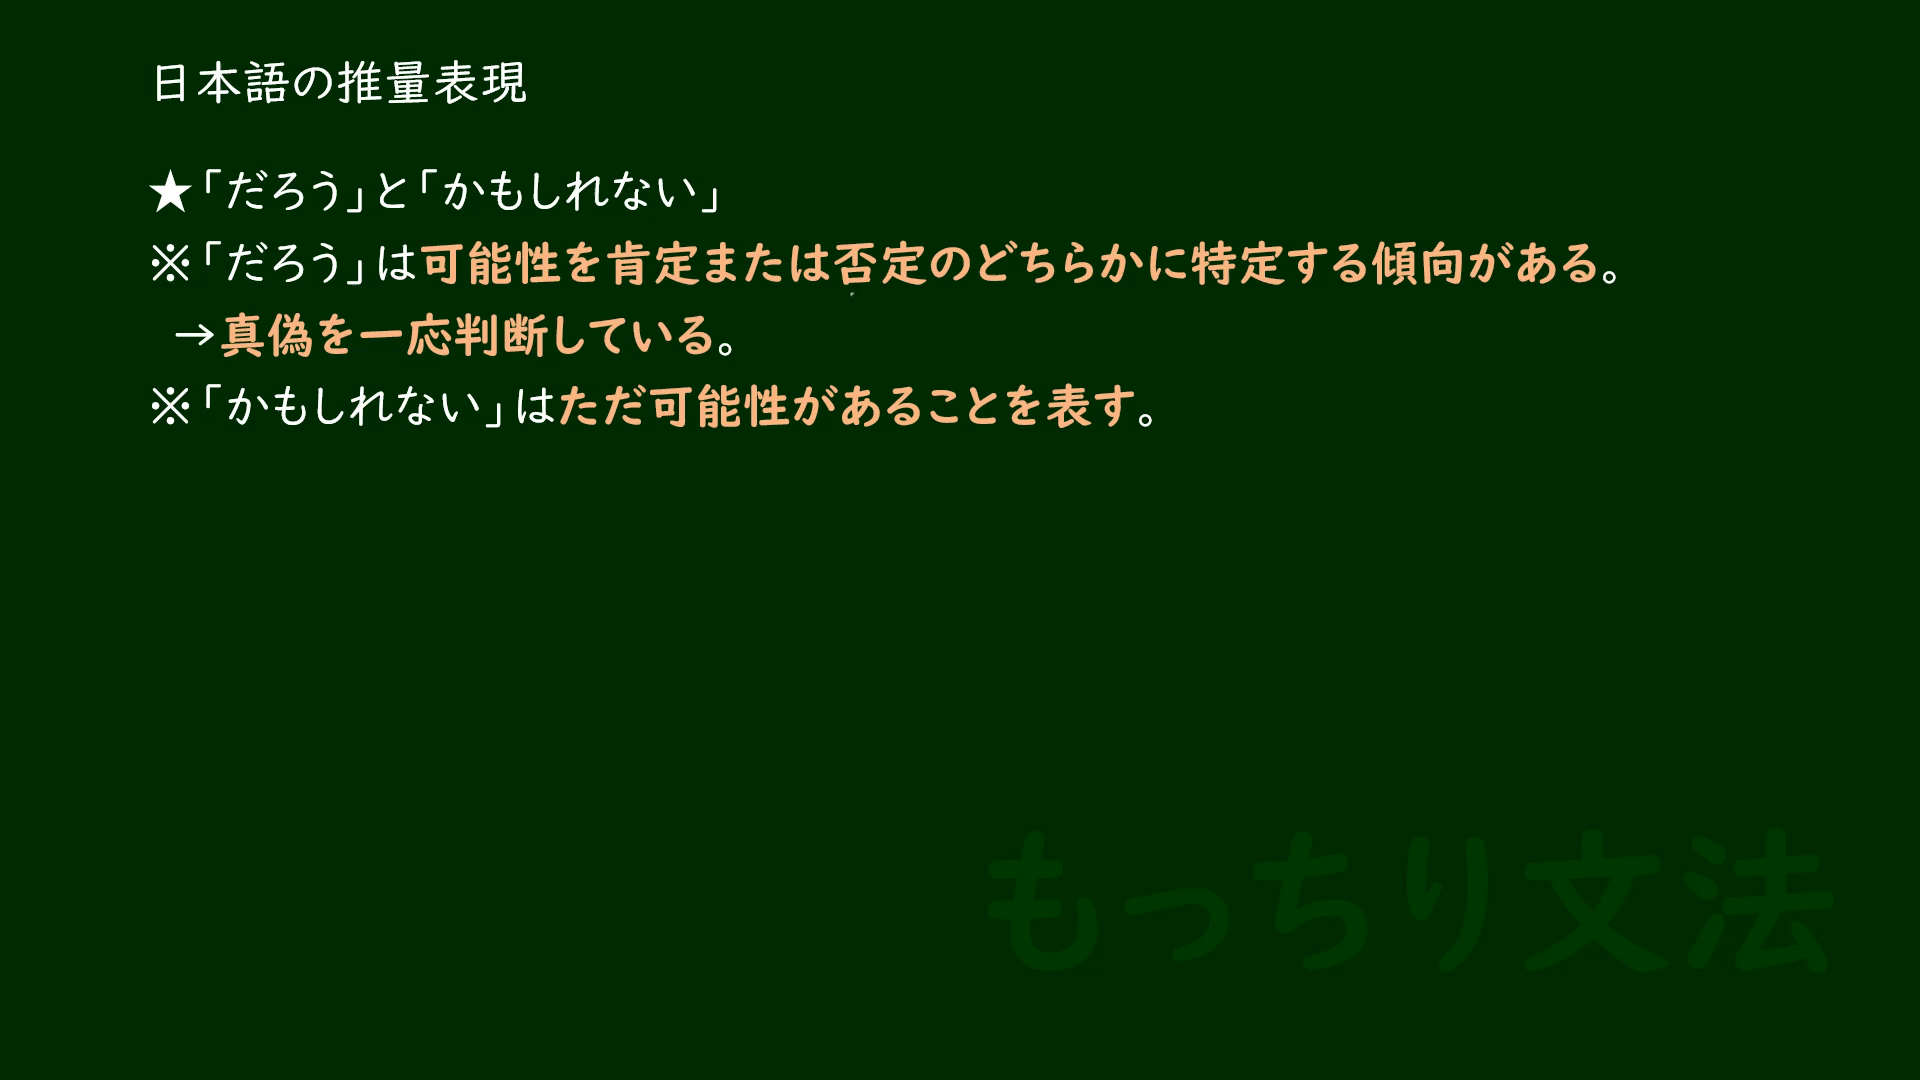 日本語の推量表現
★「だろう」と「かもしれない」
※「だろう」は可能性を肯定または否定のどちらかに特定する傾向がある。
→真偽を一応判断している。
※「かもしれない」はただ可能性があることを表す。
もっちり文法